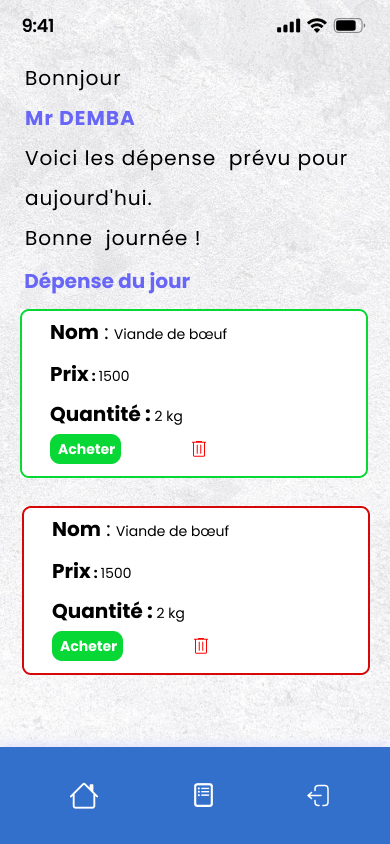 9:41
Bonnjour
Mr DEMBA
Voici les dépense  prévu pour
aujourd'hui.
Bonne  journée !
Dépense du jour
Nom : Viande de bœuf
Prix : 1500
Quantité : 2 kg
Acheter
Nom : Viande de bœuf
Prix : 1500
Quantité : 2 kg
Acheter